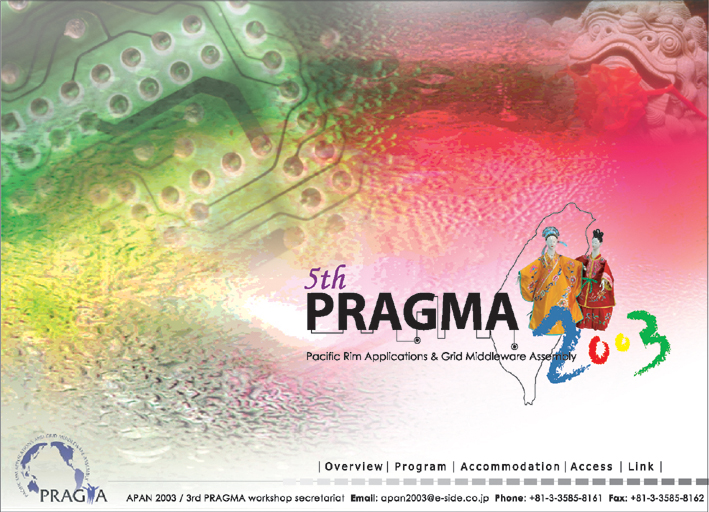 5th
PRAGMA
2003
Pacific Rim Applications & Grid Middleware Assembly
| Overview | Program | Accommodation | Access | Link |
PRAGMA
APAN 2003 / 3rd PRAGMA workshop secretariat Email: apan2003@e-side.co.jp Phone: +81-3-3585-8161 Fax: +81-3-3585-8162